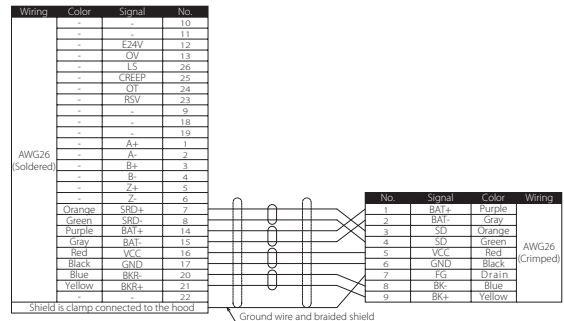 Wiring Color Signal No.
- - 10
- - 11
- E24V 12
- OV 13
- LS 26
- CREEP 25
- OT 24
- RSV 23
- - 9
- - 18
- - 19
- A+ 1
AWG26 (Soldered) - A- 2
- B+ 3
- B- 4
- Z+ 5
- Z- 6
Orange SRD+ 7
Green SRD- 8
Purple BAT+ 14
Gray BAT- 15
Red VCC 16
Black GND 17
Blue BKR- 20
Yellow BKR+ 21
- - 22
Shield is clamp connected to the hood
No. Signal Color Wiring
1 BAT+ Purple
2 BAT- Gray
3 SD Orange
4 SD Green
5 VCC Red AWG26 (Crimped)
6 GND Black
7 FG Drain
8 BK- Blue
9 BK+ Yellow
Ground wire and braided shield